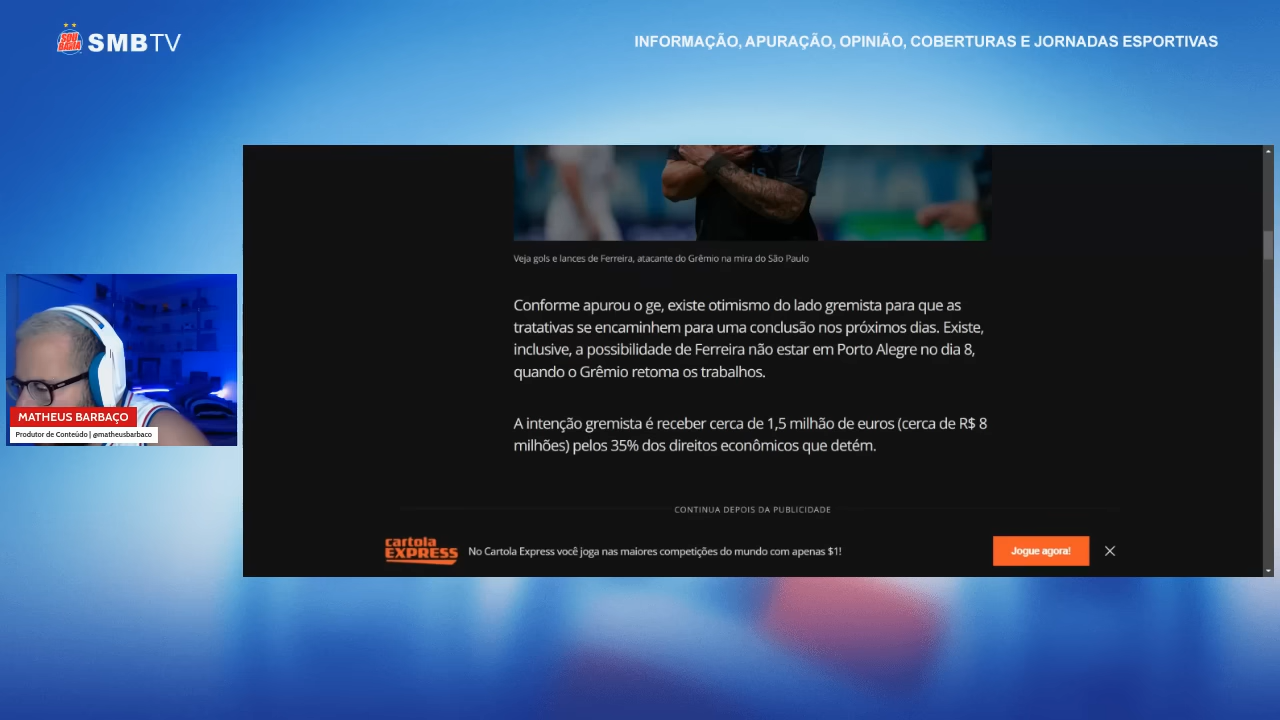 SOU
BAHIA
SMBTV
INFORMAÇÃO, APURAÇÃO, OPINIÃO, COBERTURAS E JORNADAS ESPORTIVAS
Veja gols e lances de Ferreira, atacante do Grêmio na mira do São Paulo
Conforme apurou o ge, existe otimismo do lado gremista para que as
tratativas se encaminhem para uma conclusão nos próximos dias. Existe,
inclusive, a possibilidade de Ferreira não estar em Porto Alegre no dia 8,
quando o Grêmio retoma os trabalhos.
A intenção gremista é receber cerca de 1,5 milhão de euros (cerca de R$ 8
milhões) pelos 35% dos direitos econômicos que detém.
CONTINUA DEPOIS DA PUBLICIDADE
cartola
EXPRESS
No Cartola Express você joga nas maiores competições do mundo com apenas $1!
Jogue agora!
MATHEUS BARBAÇO
Produtor de Conteúdo | @matheusbarbaco